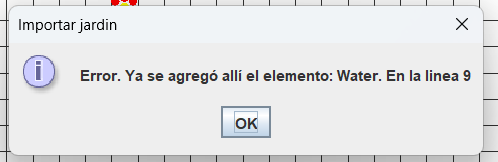 Importar jardin
Error. Ya se agregó allí el elemento: Water. En la linea 9
OK